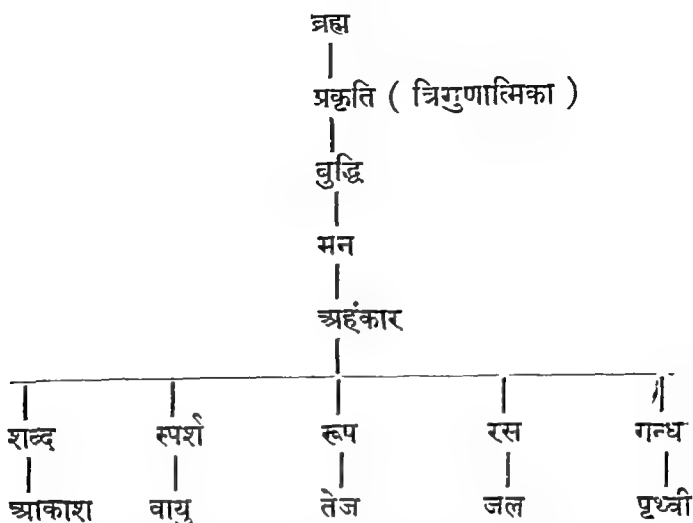 ब्रह्म
प्रकृति ( त्रिगुणात्मिका )
बुद्धि
मन
अहंकार
शब्द स्पर्श रूप रस गन्ध
आकाश वायु तेज जल पृथ्वी